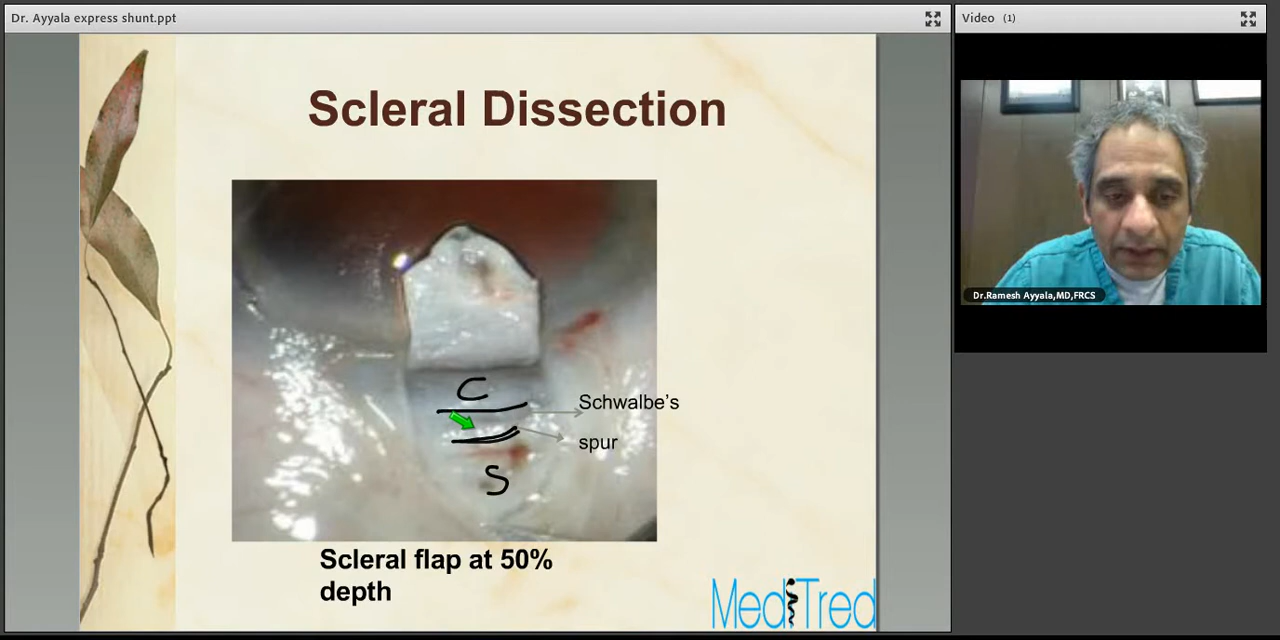 Dr. Ayyala express shunt.ppt
Video (1)
Scleral Dissection
C
Schwalbe's
spur
S
Scleral flap at 50%
depth
MediTred
Dr.Ramesh Ayyala,MD,FRCS